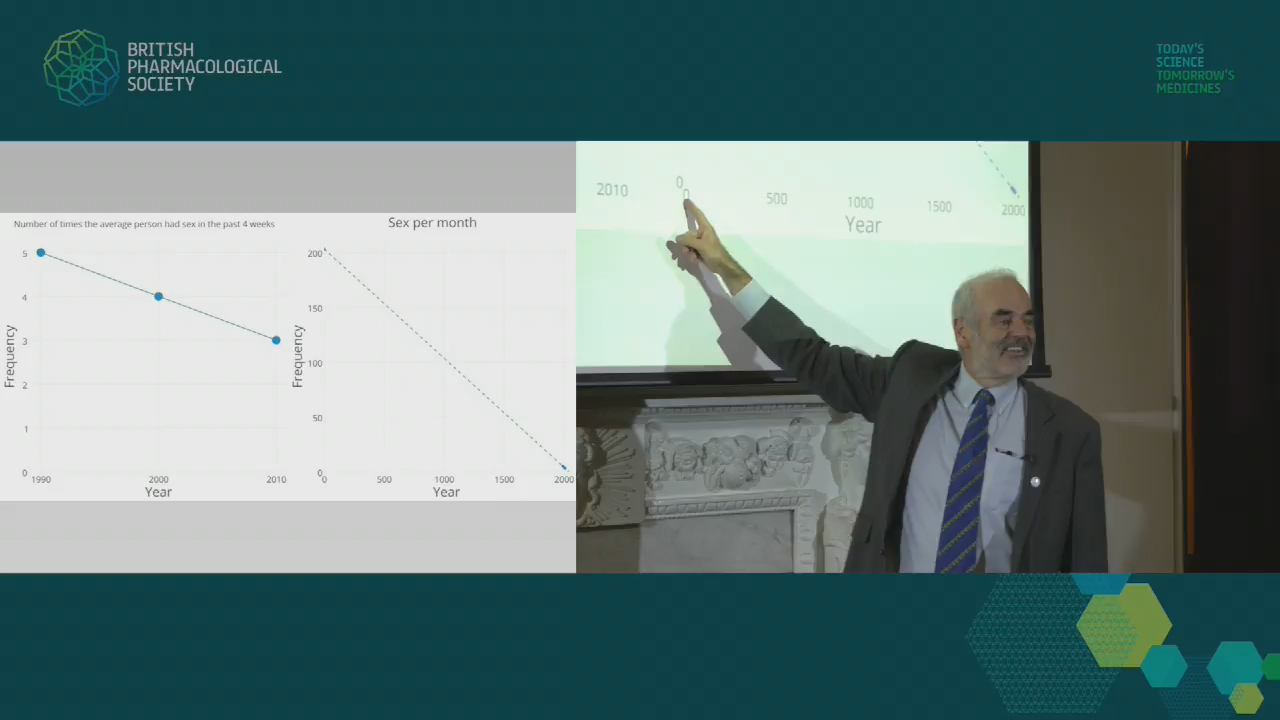 BRITISH
PHARMACOLOGICAL
SOCIETY
TODAY'S
SCIENCE
TOMORROW'S
MEDICINES
Number of times the average person had sex in the past 4 weeks
Frequency
5
4
3
2
1
0
1990
2000
2010
Year
Sex per month
Frequency
200
150
100
50
0
0
500
1000
1500
2000
Year
2010
0
0
500
1000
1500
2000
Year